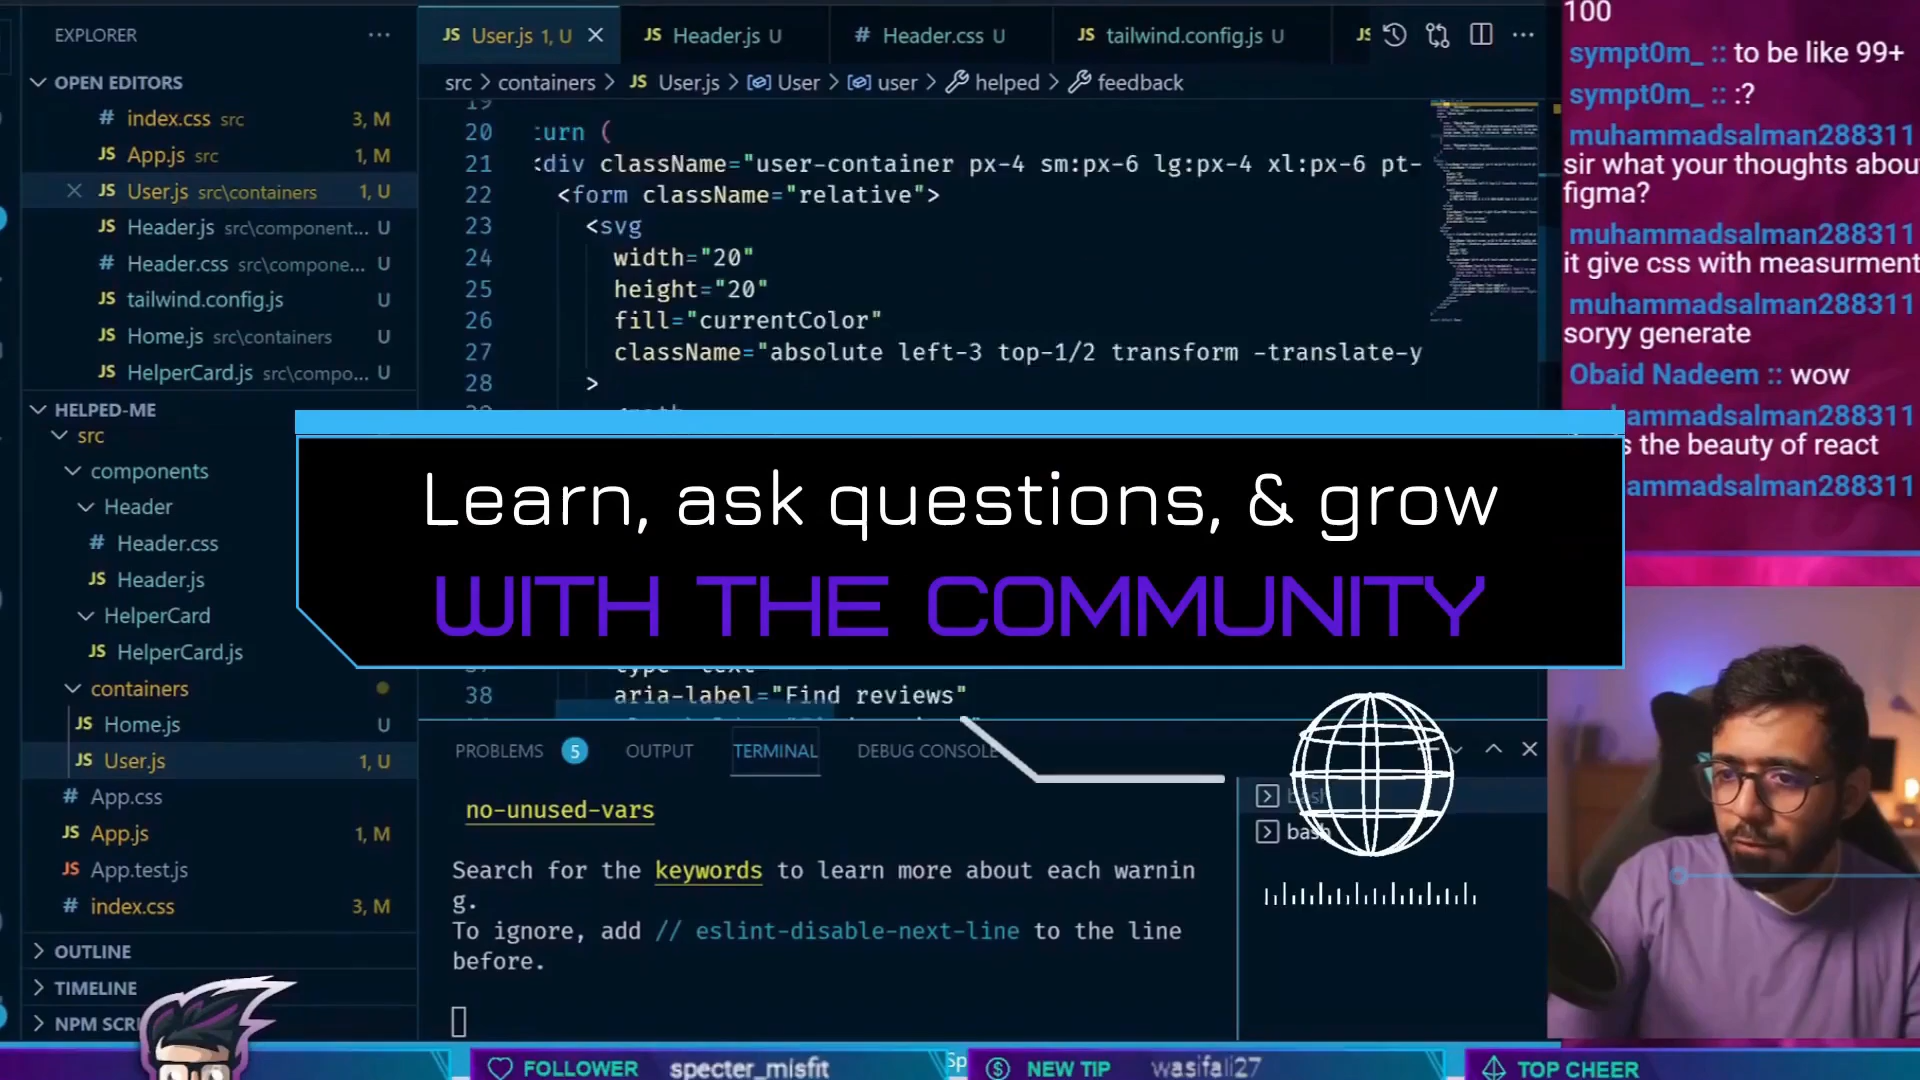 EXPLORER
OPEN EDITORS
# index.css src 3, M
JS App.js src 1, M
JS User.js src\containers 1, U
JS Header.js src\component... U
# Header.css src\compone... U
JS tailwind.config.js U
JS Home.js src\containers U
JS HelperCard.js src\compo... U
HELPED-ME
src
components
Header
# Header.css
JS Header.js
HelperCard
JS HelperCard.js
containers
JS Home.js U
JS User.js 1, U
# App.css
JS App.js 1, M
JS App.test.js
# index.css 3, M
OUTLINE
TIMELINE
NPM SCRI
JS User.js 1, U
JS Header.js U
# Header.css U
JS tailwind.config.js U
src > containers > JS User.js > User > user > helped > feedback
19
20 :urn (
21 <div className="user-container px-4 sm:px-6 lg:px-4 xl:px-6 pt-
22 <form className="relative">
23 <svg
24 width="20"
25 height="20"
26 fill="currentColor"
27 className="absolute left-3 top-1/2 transform -translate-y
28 >
Learn, ask questions, & grow
WITH THE COMMUNITY
38 aria-label="Find reviews"
PROBLEMS 5 OUTPUT TERMINAL DEBUG CONSOLE
no-unused-vars
Search for the keywords to learn more about each warnin
g.
To ignore, add // eslint-disable-next-line to the line
before.
bash
bash
100
sympt0m_ :: to be like 99+
sympt0m_ :: :?
muhammadsalman288311
sir what your thoughts abou
figma?
muhammadsalman288311
it give css with measurment
muhammadsalman288311
soryy generate
Obaid Nadeem :: wow
hammadsalman288311
s the beauty of react
ammadsalman288311
FOLLOWER specter_misfit
Sp
NEW TIP wasifali27
TOP CHEER